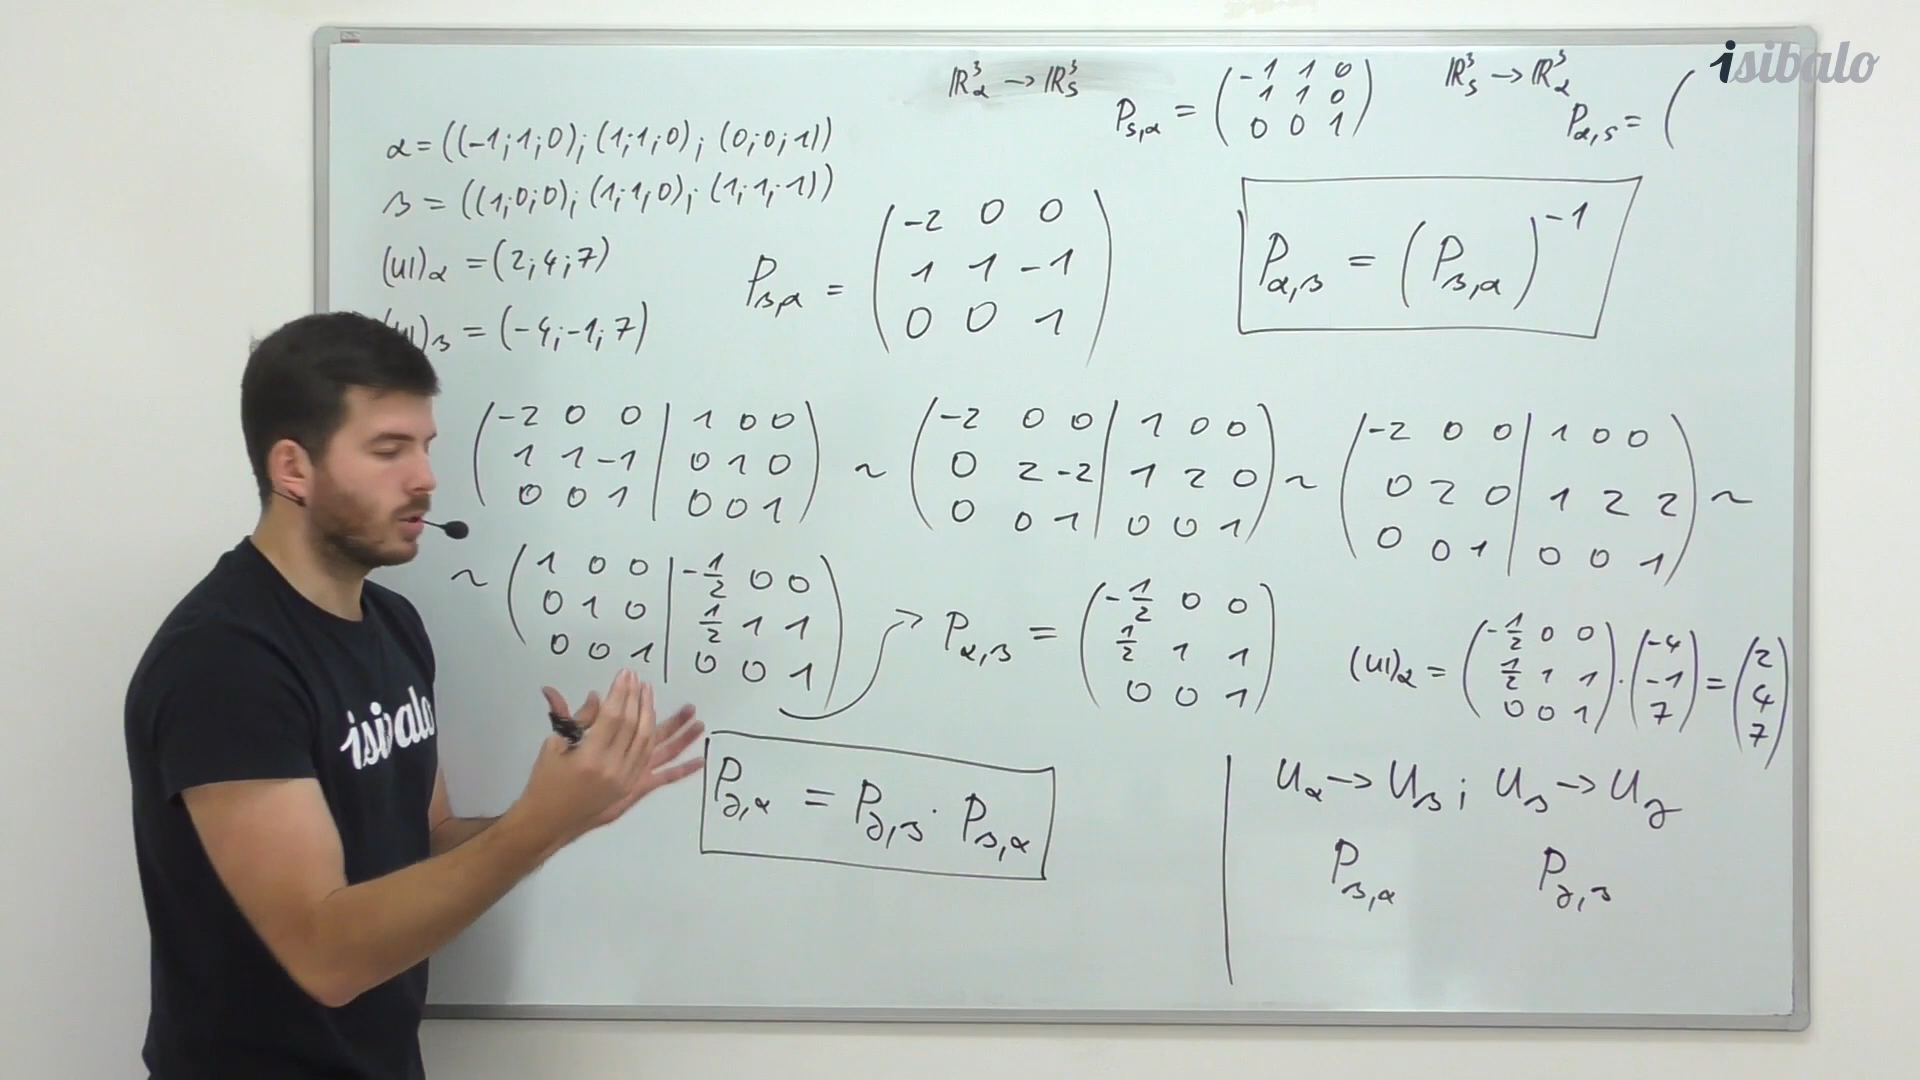 isibalo
ℝ³_α → ℝ³_S
P_{S,α} = ( -1 1 0
1 1 0
0 0 1 )
ℝ³_S → ℝ³_α
P_{α,S} = (
α = ((-1;1;0); (1;1;0); (0;0;1))
β = ((1;0;0); (1;1;0); (1;-1;-1))
(u)_α = (2;4;7)
)_β = (-4;-1;7)
P_{β,α} = ( -2 0 0
1 1 -1
0 0 1 )
P_{α,β} = (P_{β,α})^{-1}
( -2 0 0 | 1 0 0
1 1 -1 | 0 1 0
0 0 1 | 0 0 1 ) ~
( -2 0 0 | 1 0 0
0 2 -2 | 1 2 0
0 0 1 | 0 0 1 ) ~
( -2 0 0 | 1 0 0
0 2 0 | 1 2 2
0 0 1 | 0 0 1 ) ~
~ ( 1 0 0 | -1/2 0 0
0 1 0 | 1/2 1 1
0 0 1 | 0 0 1 )
P_{α,β} = ( -1/2 0 0
1/2 1 1
0 0 1 )
(u)_α = ( -1/2 0 0
1/2 1 1
0 0 1 ) · ( -4
-1
7 ) = ( 2
4
7 )
P_{γ,α} = P_{γ,β} · P_{β,α}
U_α → U_β ; U_β → U_γ
P_{β,α} P_{γ,β}
isibalo